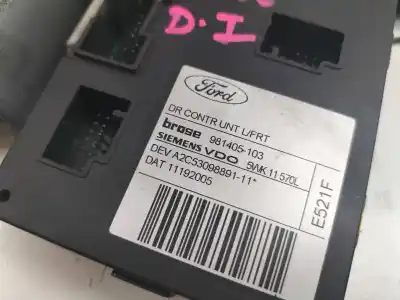 D.I
Ford
DR CONTR UNT L/FRT
brose 981405-103
SIEMENS VDO 5WK11570L
DEV A2C53098891-11*
DAT 11192005
E521F